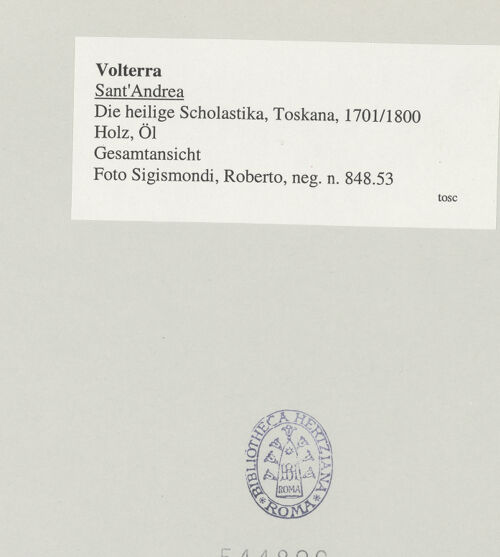 Volterra
Sant'Andrea
Die heilige Scholastika, Toskana, 1701/1800
Holz, Öl
Gesamtansicht
Foto Sigismondi, Roberto, neg. n. 848.53
tosc
BIBLIOTHECA HERTZIANA
ROMA
ROMA